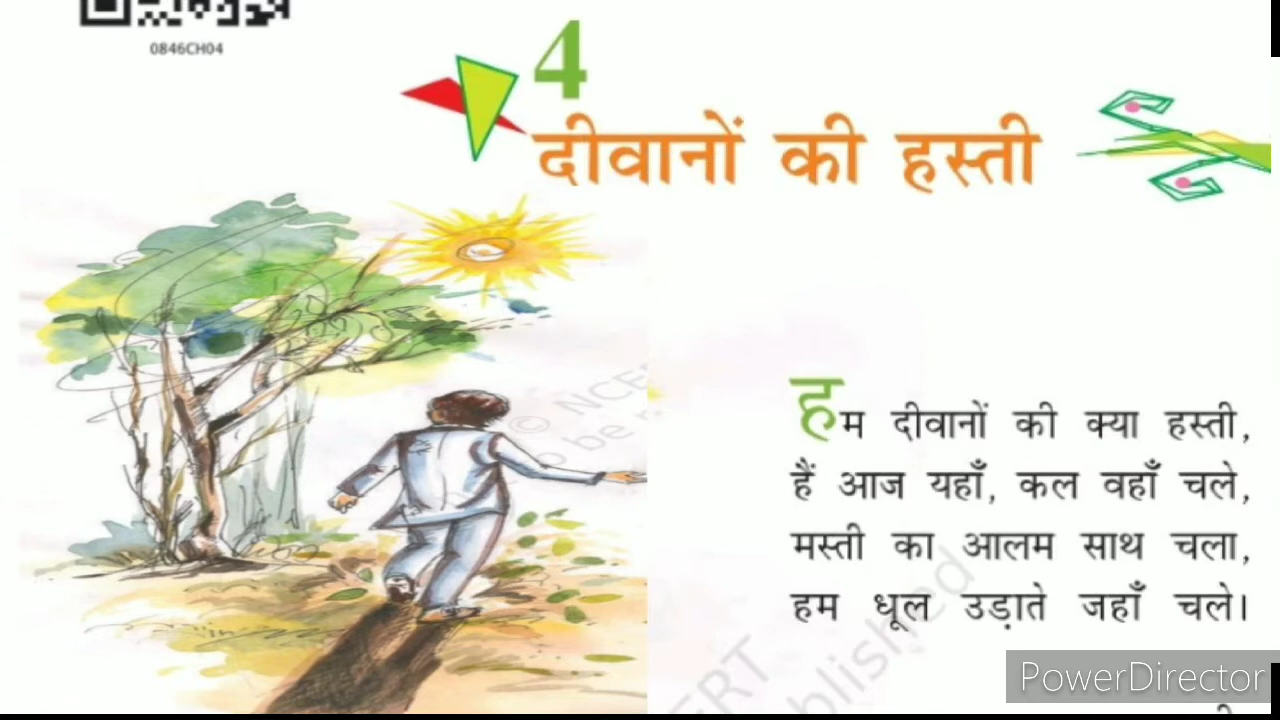 0846CH04
4
दीवानों की हस्ती
हम दीवानों की क्या हस्ती,
हैं आज यहाँ, कल वहाँ चले,
मस्ती का आलम साथ चला,
हम धूल उड़ाते जहाँ चले।
PowerDirector